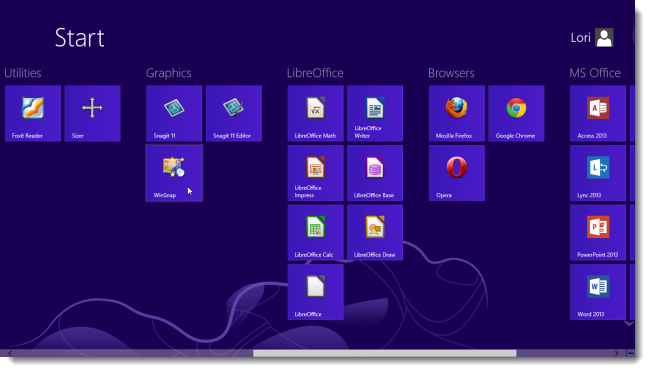 Start
Lori
Utilities
Foxit Reader
Sizer
Graphics
Snagit 11
Snagit 11 Editor
WinSnap
LibreOffice
LibreOffice Math
LibreOffice
Writer
LibreOffice
Impress
LibreOffice Base
LibreOffice Calc
LibreOffice Draw
LibreOffice
Browsers
Mozilla Firefox
Google Chrome
Opera
MS Office
Access 2013
Lync 2013
PowerPoint 2013
Word 2013